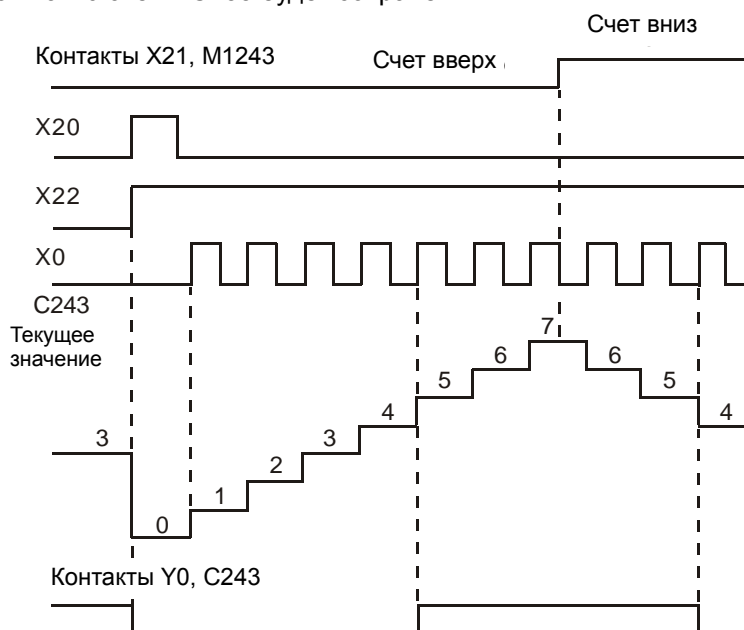 Счет вниз
Контакты X21, M1243
Счет вверх
X20
X22
X0
C243
Текущее
значение
7
6
6
5
5
4
4
3
3
2
1
0
Контакты Y0, C243